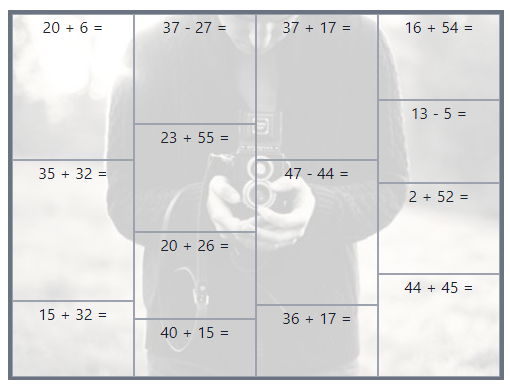 20 + 6 =
35 + 32 =
15 + 32 =
37 - 27 =
23 + 55 =
20 + 26 =
40 + 15 =
37 + 17 =
47 - 44 =
36 + 17 =
16 + 54 =
13 - 5 =
2 + 52 =
44 + 45 =